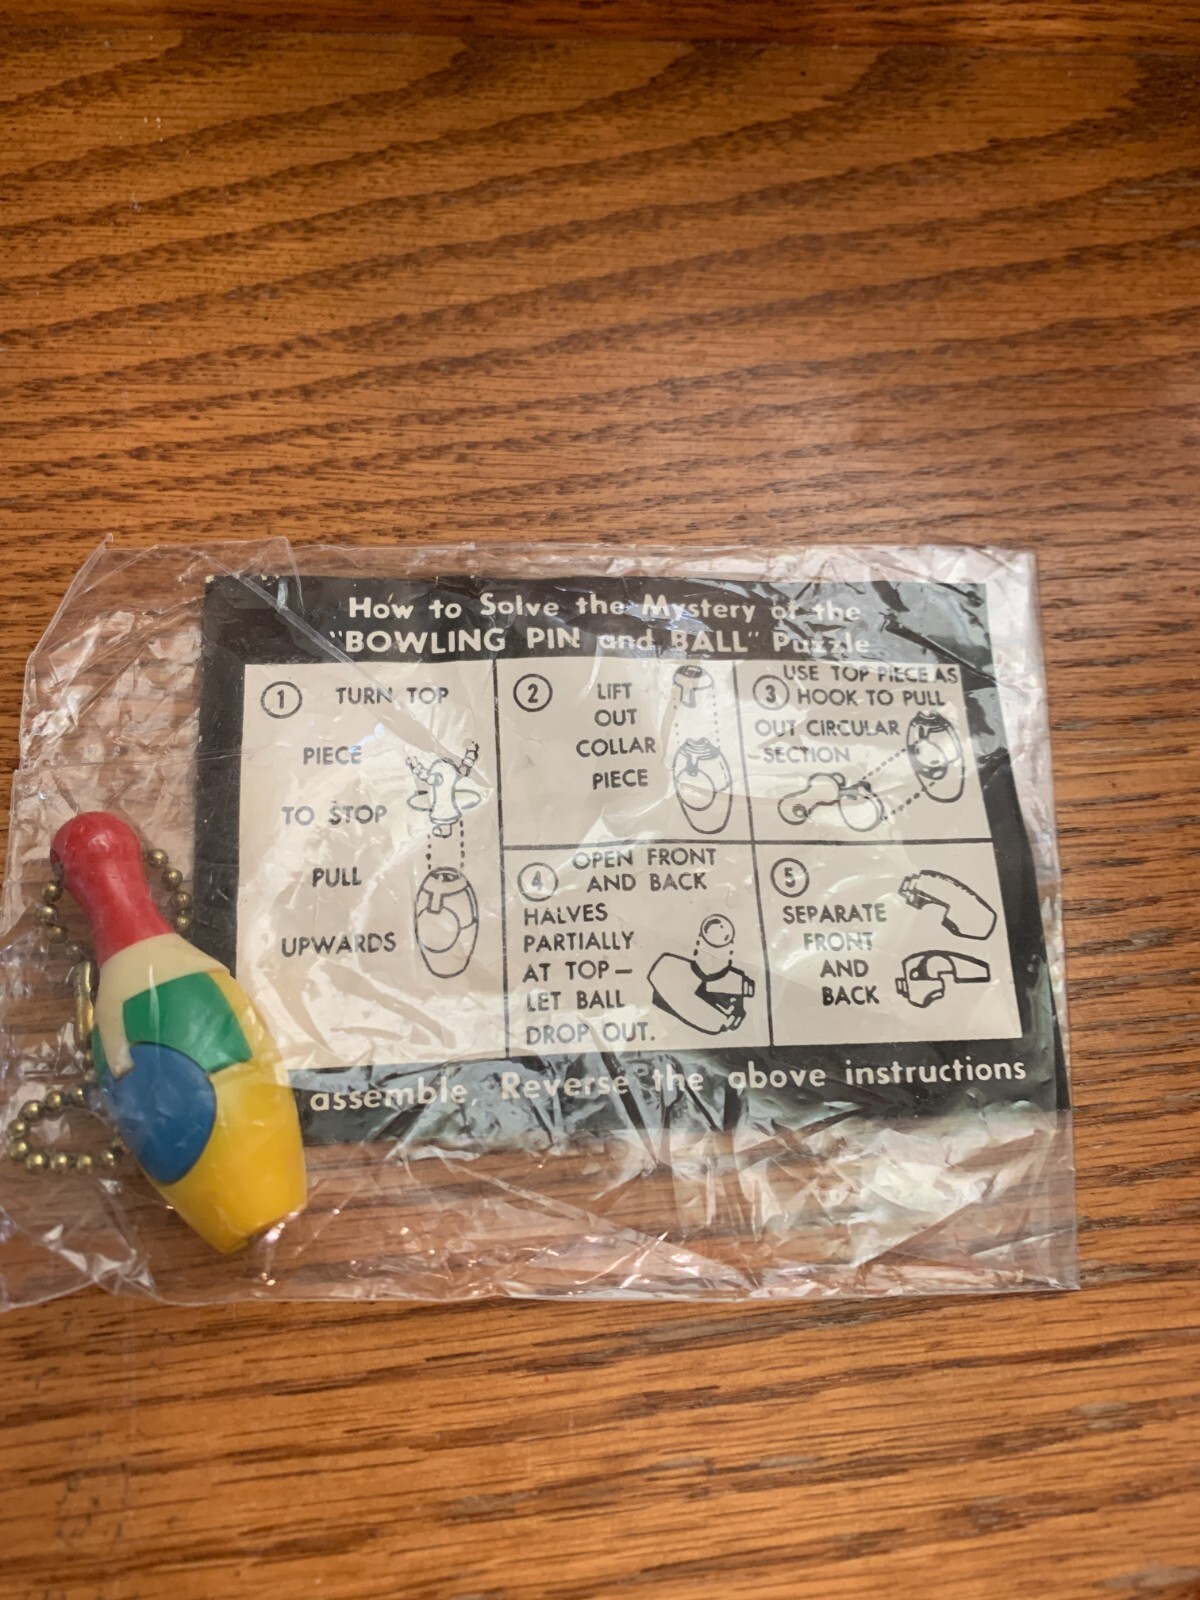 How to Solve the Mystery of the
"BOWLING PIN and BALL" Puzzle
1 TURN TOP
PIECE
TO STOP
PULL
UPWARDS
2 LIFT
OUT
COLLAR
PIECE
USE TOP PIECE AS
3 HOOK TO PULL
OUT CIRCULAR
SECTION
OPEN FRONT
4 AND BACK
HALVES
PARTIALLY
AT TOP—
LET BALL
DROP OUT.
5
SEPARATE
FRONT
AND
BACK
assemble, Reverse the above instructions